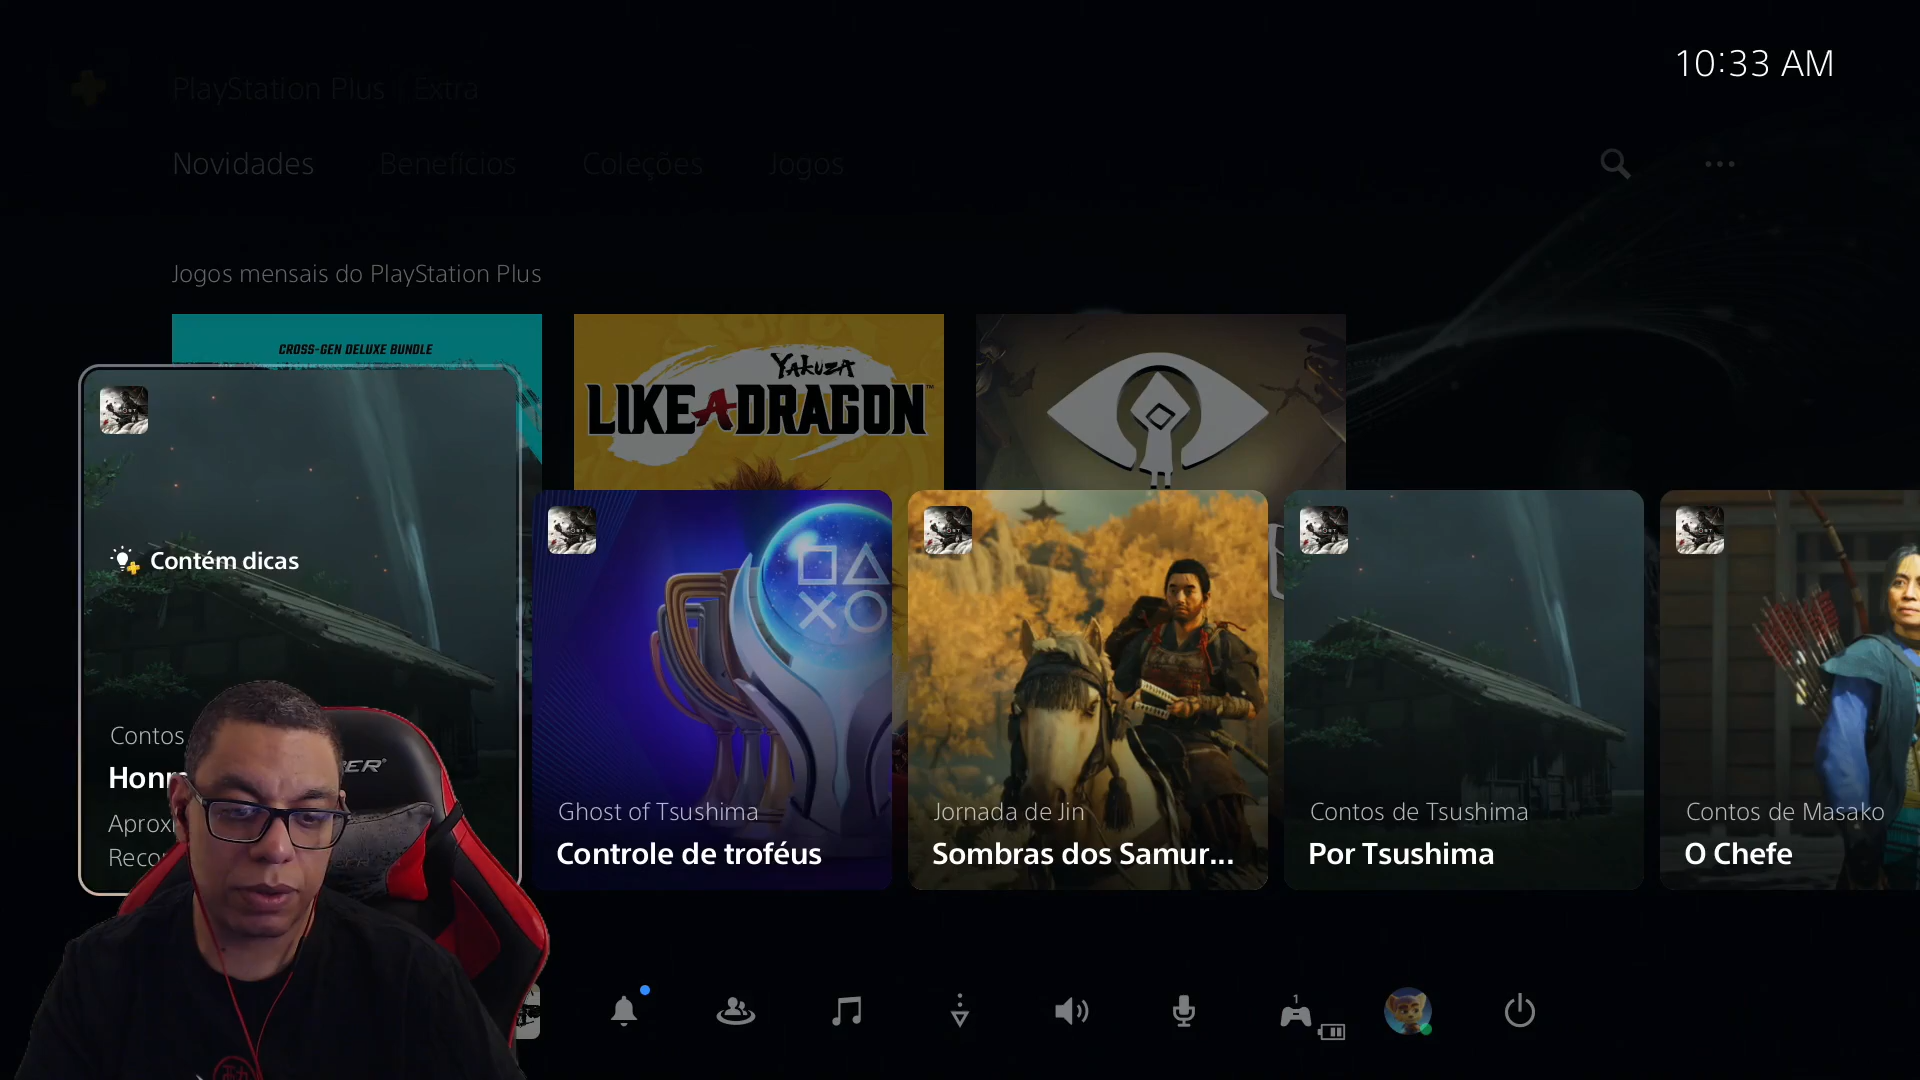 10:33 AM
PlayStation Plus | Extra
Novidades
Benefícios
Coleções
Jogos
Jogos mensais do PlayStation Plus
CROSS-GEN DELUXE BUNDLE
YAKUZA
LIKE A DRAGON™
Contém dicas
Contos
Ghost of Tsushima
Controle de troféus
Jornada de Jin
Sombras dos Samur...
Contos de Tsushima
Por Tsushima
Contos de Masako
O Chefe
1